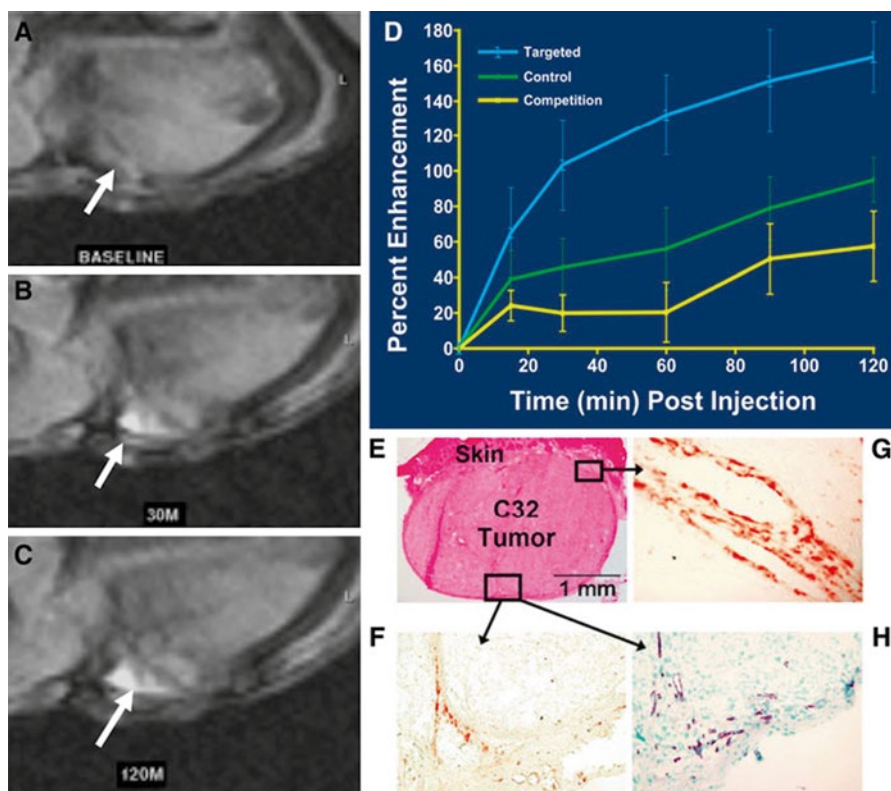 A
L
BASELINE
B
L
30M
C
L
120M
D
Percent Enhancement
180
160
140
120
100
80
60
40
20
0
Targeted
Control
Competition
0 20 40 60 80 100 120
Time (min) Post Injection
E
Skin
C32
Tumor
1 mm
G
F
H